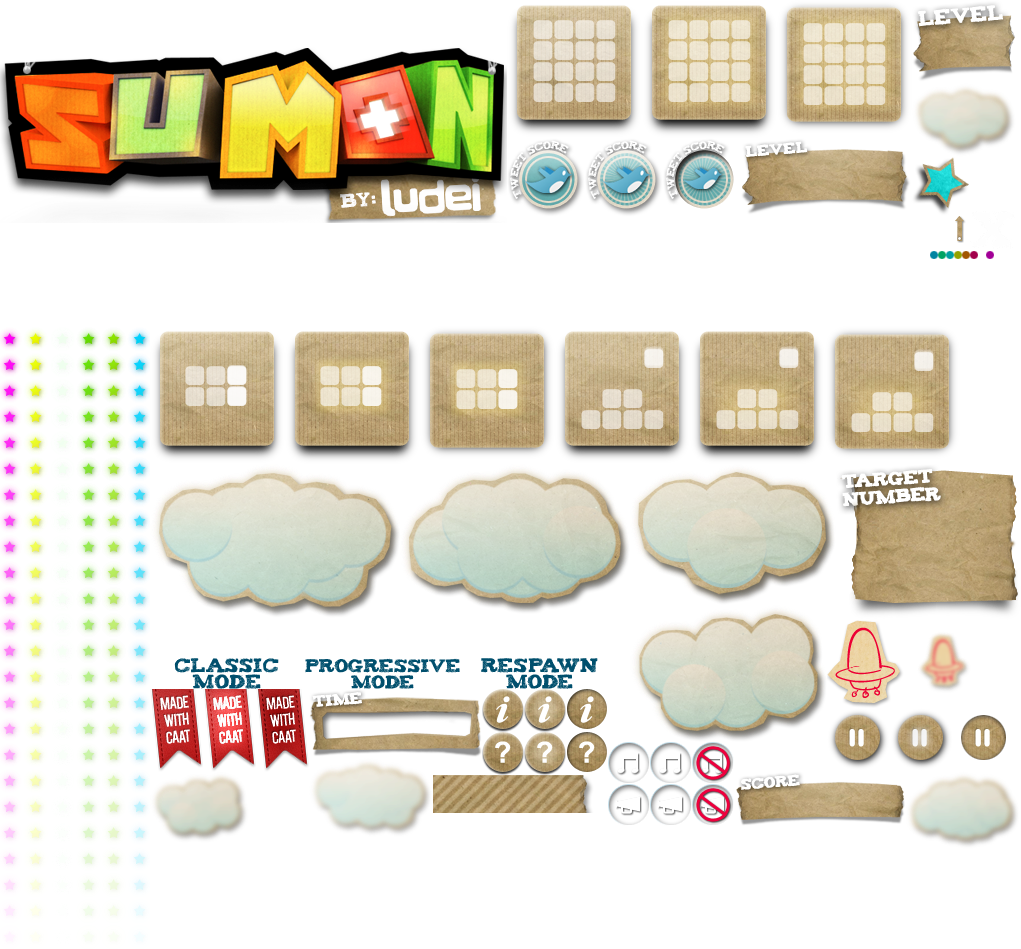 SUMON
BY: ludei
LEVEL
TWEET SCORE
TWEET SCORE
TWEET SCORE
LEVEL
TARGET
NUMBER
CLASSIC
MODE
PROGRESSIVE
MODE
RESPAWN
MODE
MADE
WITH
CAAT
MADE
WITH
CAAT
MADE
WITH
CAAT
TIME
i
i
i
?
?
?
SCORE